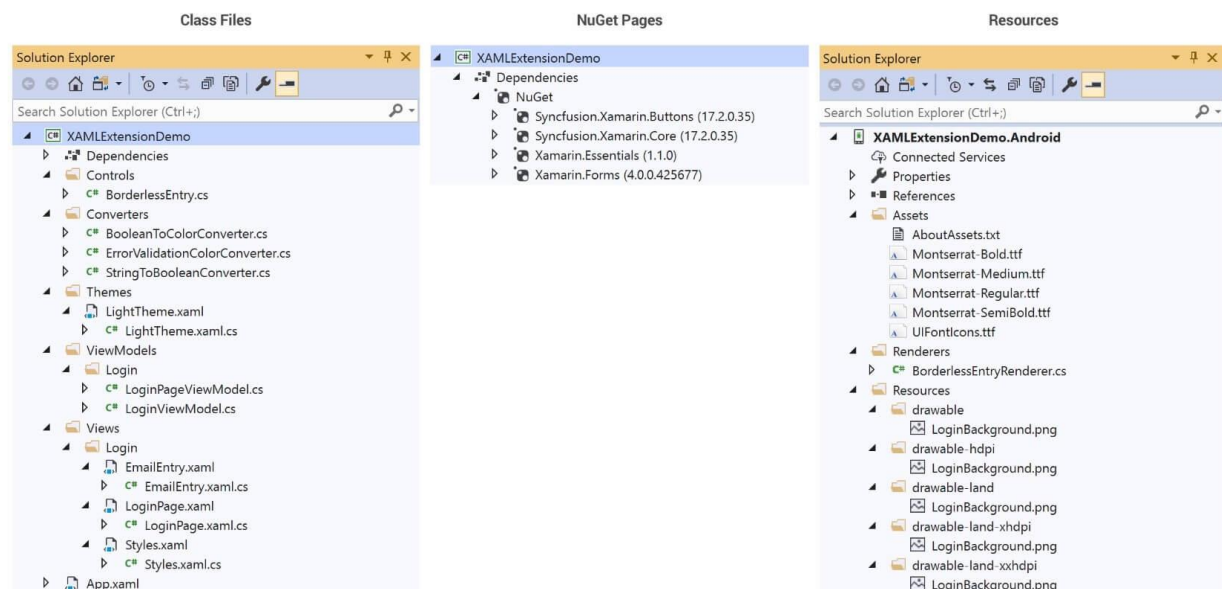 Class Files
Solution Explorer
Search Solution Explorer (Ctrl+;)
C# XAMLExtensionDemo
Dependencies
Controls
C# BorderlessEntry.cs
Converters
C# BooleanToColorConverter.cs
C# ErrorValidationColorConverter.cs
C# StringToBooleanConverter.cs
Themes
LightTheme.xaml
C# LightTheme.xaml.cs
ViewModels
Login
C# LoginPageViewModel.cs
C# LoginViewModel.cs
Views
Login
EmailEntry.xaml
C# EmailEntry.xaml.cs
LoginPage.xaml
C# LoginPage.xaml.cs
Styles.xaml
C# Styles.xaml.cs
App.xaml
NuGet Pages
C# XAMLExtensionDemo
Dependencies
NuGet
Syncfusion.Xamarin.Buttons (17.2.0.35)
Syncfusion.Xamarin.Core (17.2.0.35)
Xamarin.Essentials (1.1.0)
Xamarin.Forms (4.0.0.425677)
Resources
Solution Explorer
Search Solution Explorer (Ctrl+;)
XAMLExtensionDemo.Android
Connected Services
Properties
References
Assets
AboutAssets.txt
Montserrat-Bold.ttf
Montserrat-Medium.ttf
Montserrat-Regular.ttf
Montserrat-SemiBold.ttf
UIFontIcons.ttf
Renderers
C# BorderlessEntryRenderer.cs
Resources
drawable
LoginBackground.png
drawable-hdpi
LoginBackground.png
drawable-land
LoginBackground.png
drawable-land-xhdpi
LoginBackground.png
drawable-land-xxhdpi
LoginBackground.png